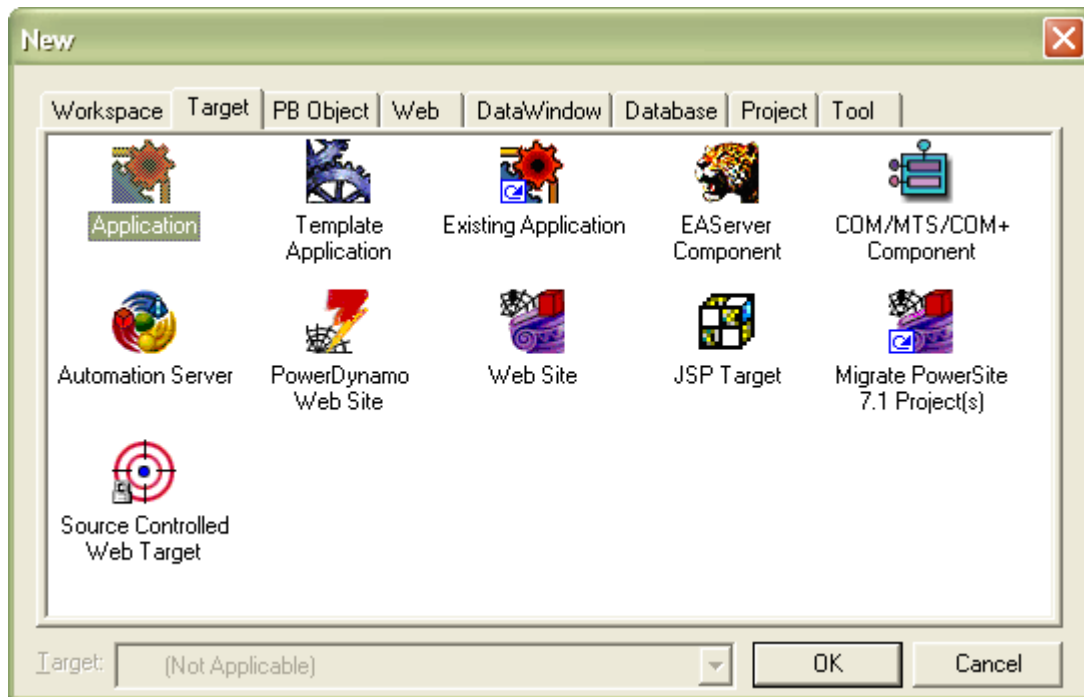 New
Workspace Target PB Object Web DataWindow Database Project Tool
Application Template Application Existing Application EAServer Component COM/MTS/COM+ Component
Automation Server PowerDynamo Web Site Web Site JSP Target Migrate PowerSite 7.1 Project(s)
Source Controlled
Web Target
Target: (Not Applicable) OK Cancel